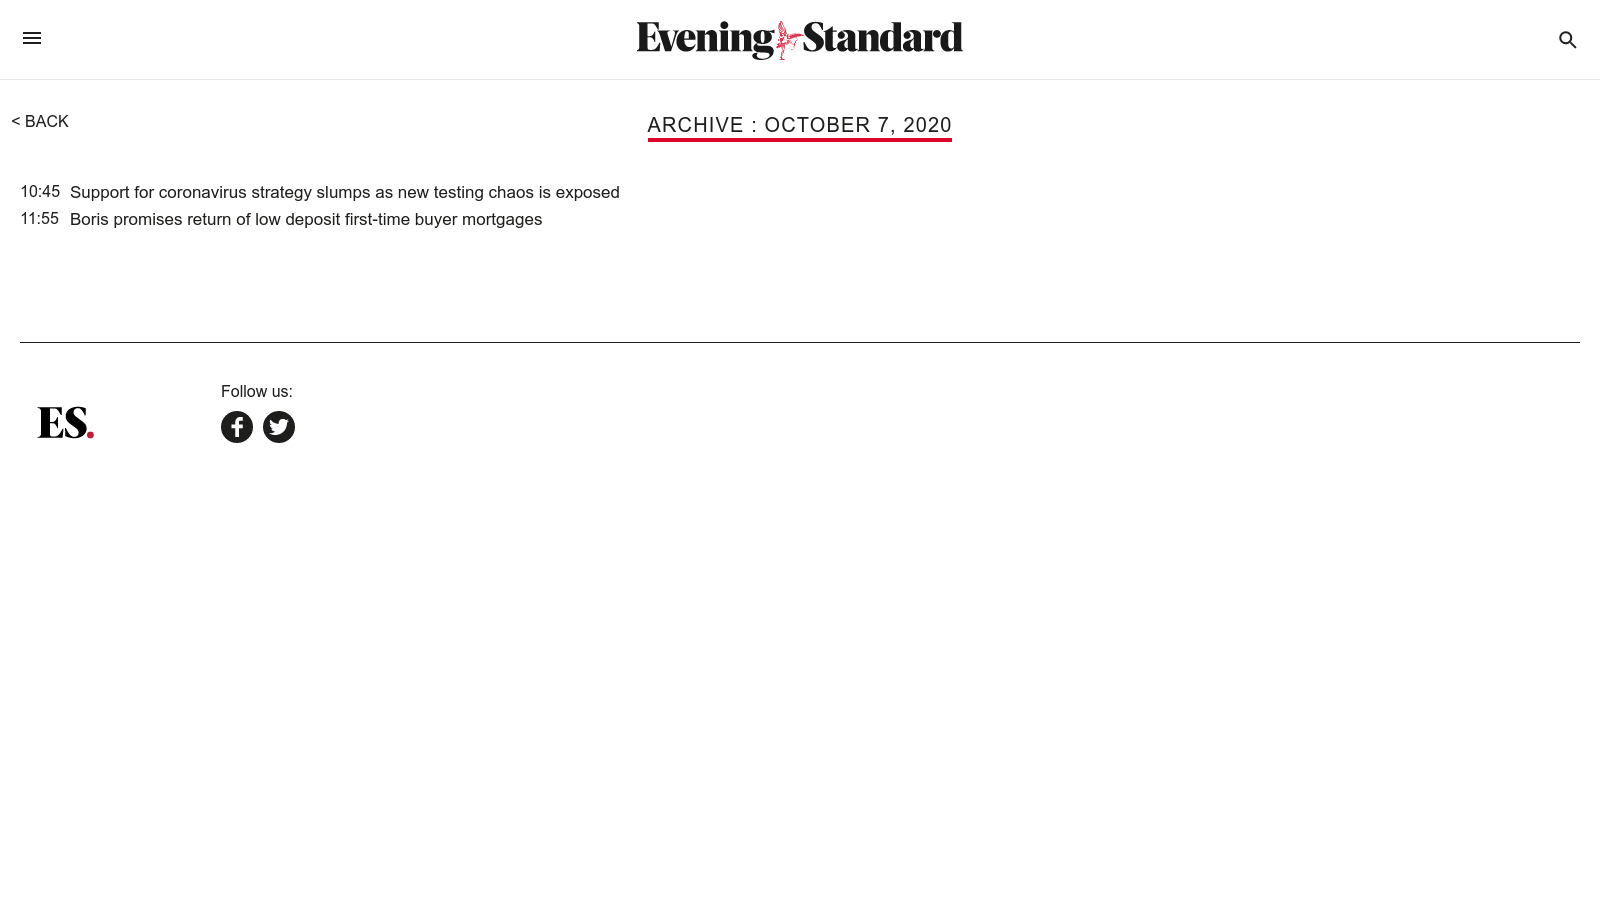 Evening Standard
< BACK
ARCHIVE : OCTOBER 7, 2020
10:45 Support for coronavirus strategy slumps as new testing chaos is exposed
11:55 Boris promises return of low deposit first-time buyer mortgages
Follow us:
ES.